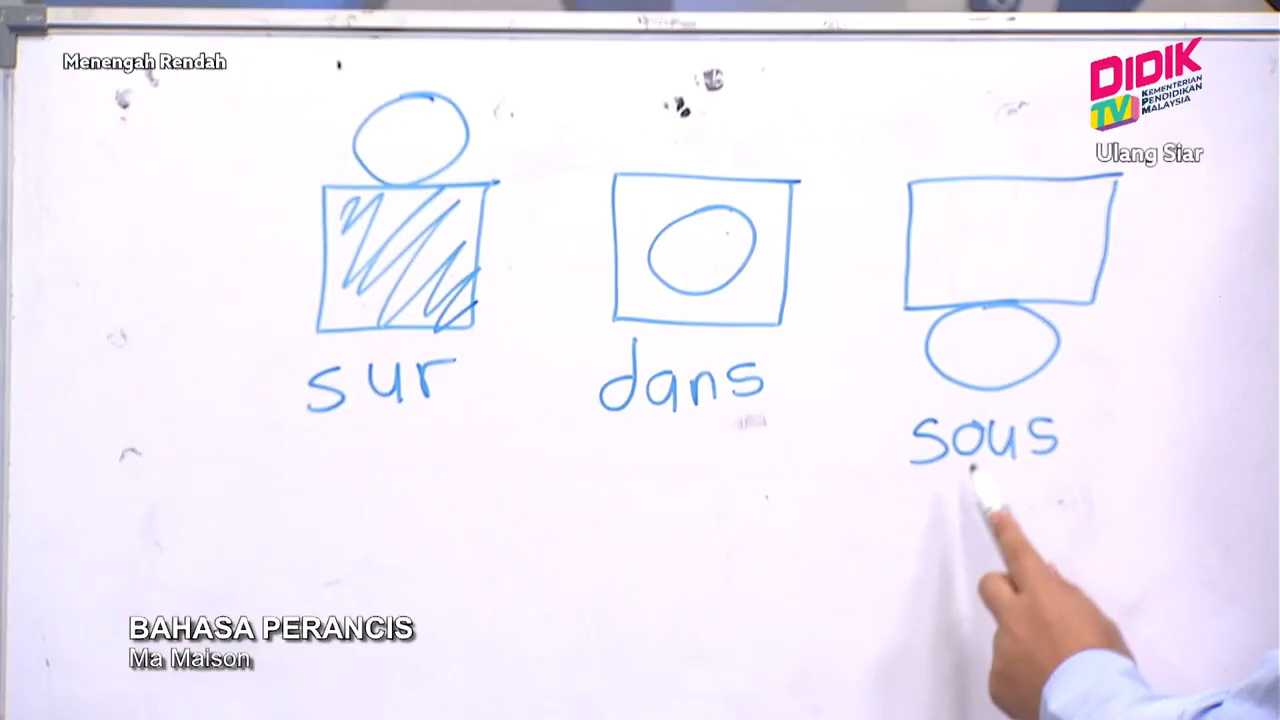 Menengah Rendah
DIDIK
TV
KEMENTERIAN
PENDIDIKAN
MALAYSIA
Ulang Siar
sur
dans
sous
BAHASA PERANCIS
Ma Maison